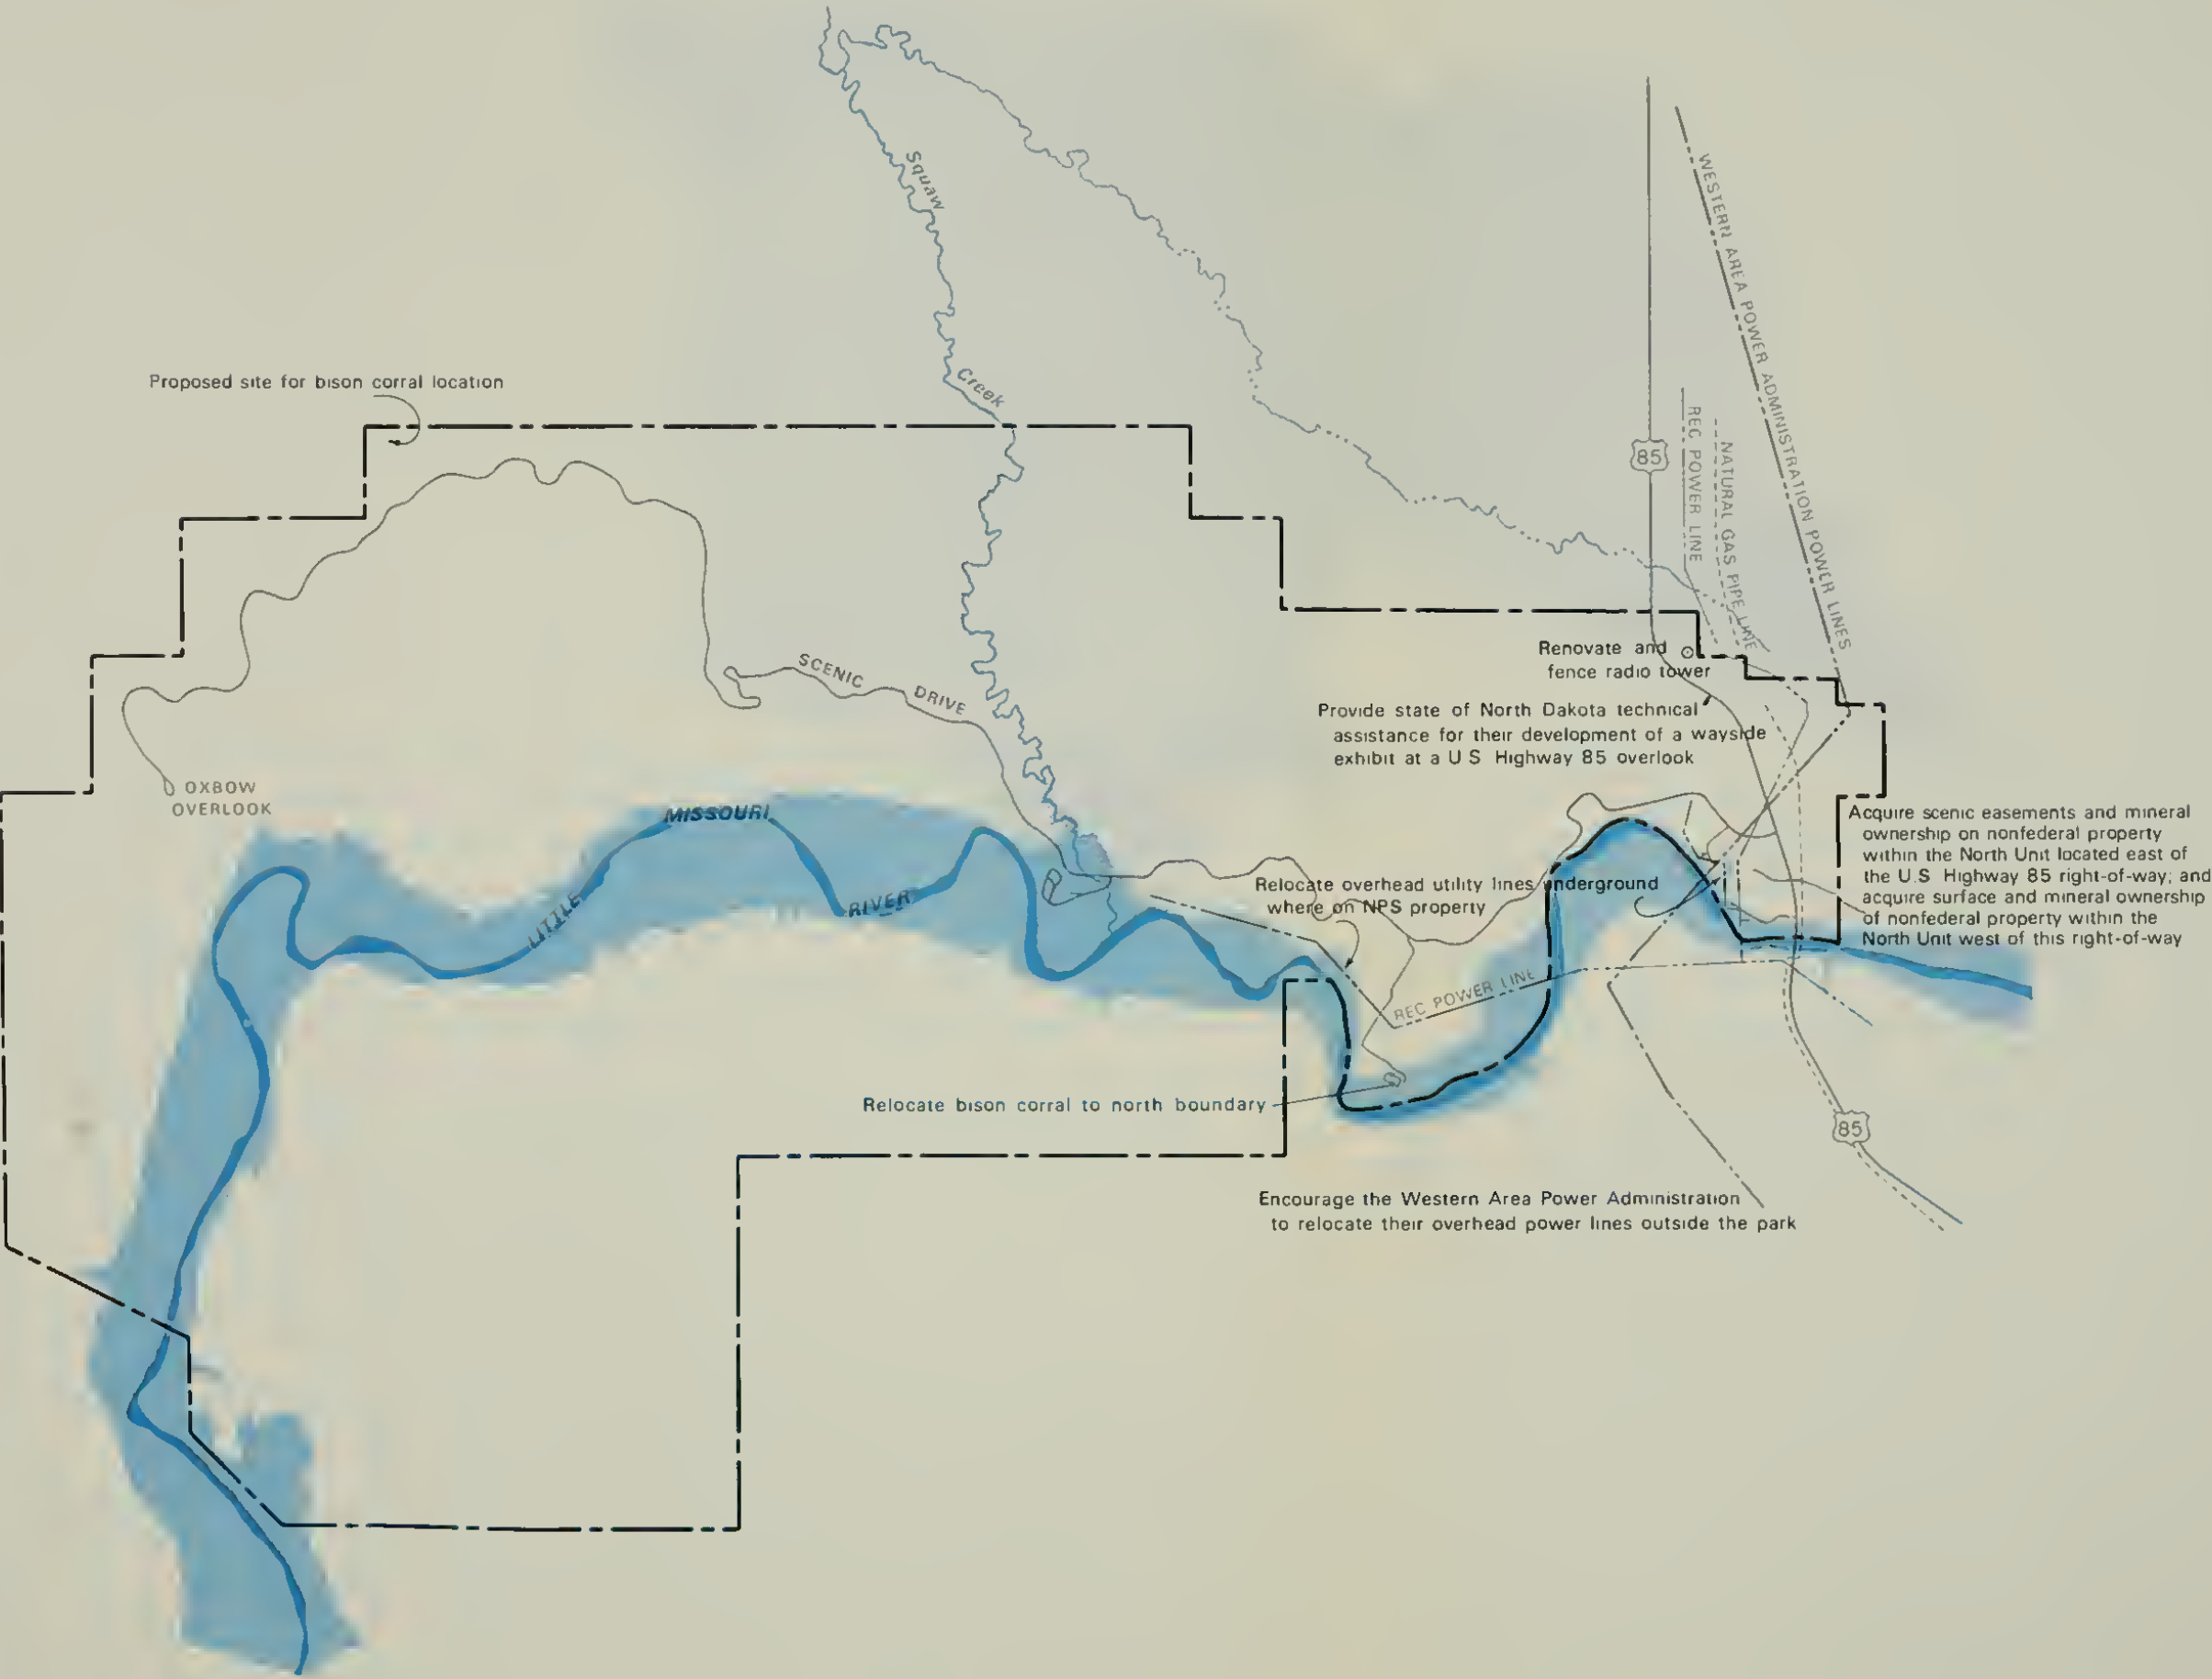 Squaw
Creek
WESTERN AREA POWER ADMINISTRATION POWER LINES
Proposed site for bison corral location
85
REC POWER LINE
NATURAL GAS PIPE LINE
Renovate and
fence radio tower
SCENIC DRIVE
Provide state of North Dakota technical
assistance for their development of a wayside
exhibit at a U S Highway 85 overlook
OXBOW
OVERLOOK
LITTLE MISSOURI RIVER
Acquire scenic easements and mineral
ownership on nonfederal property
within the North Unit located east of
the U.S Highway 85 right-of-way; and
acquire surface and mineral ownership
of nonfederal property within the
North Unit west of this right-of-way
Relocate overhead utility lines underground
where on NPS property
REC POWER LINE
Relocate bison corral to north boundary
85
Encourage the Western Area Power Administration
to relocate their overhead power lines outside the park